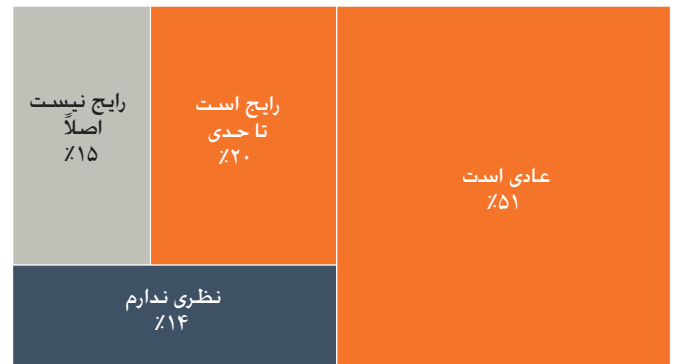 عادی است
٪۵۱
رایج است
تا حدی
٪۲۰
رایج نیست
اصلاً
٪۱۵
نظری ندارم
٪۱۴